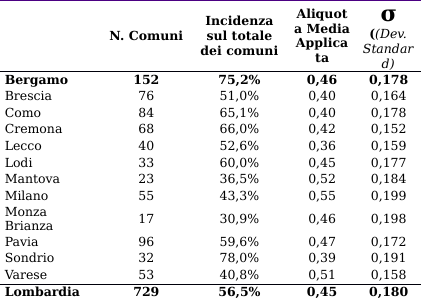 N. Comuni Incidenza sul totale dei comuni Aliquot a Media Applica ta σ ((Dev. Standar d)
Bergamo 152 75,2% 0,46 0,178
Brescia 76 51,0% 0,40 0,164
Como 84 65,1% 0,40 0,178
Cremona 68 66,0% 0,42 0,152
Lecco 40 52,6% 0,36 0,159
Lodi 33 60,0% 0,45 0,177
Mantova 23 36,5% 0,52 0,184
Milano 55 43,3% 0,55 0,199
Monza Brianza 17 30,9% 0,46 0,198
Pavia 96 59,6% 0,47 0,172
Sondrio 32 78,0% 0,39 0,191
Varese 53 40,8% 0,51 0,158
Lombardia 729 56,5% 0,45 0,180